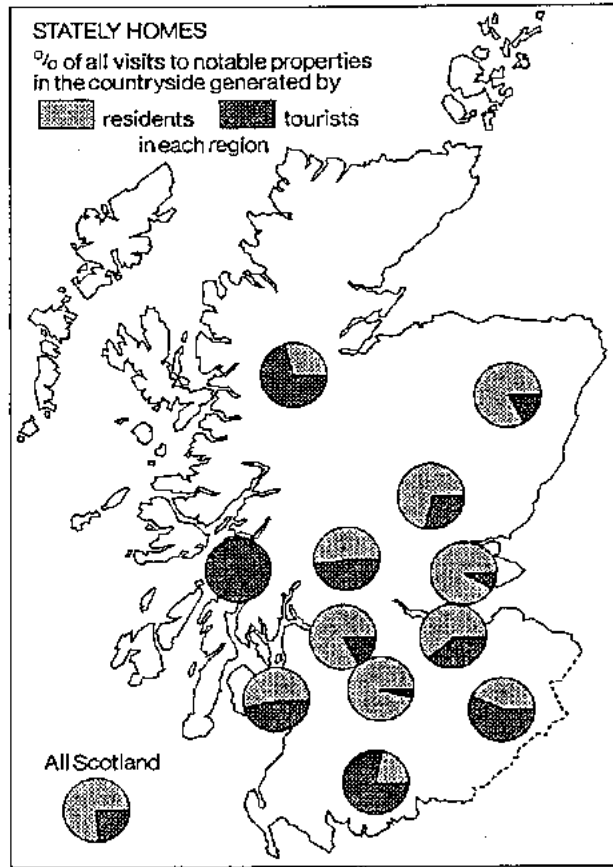 STATELY HOMES
% of all visits to notable properties
in the countryside generated by
residents tourists
in each region
All Scotland